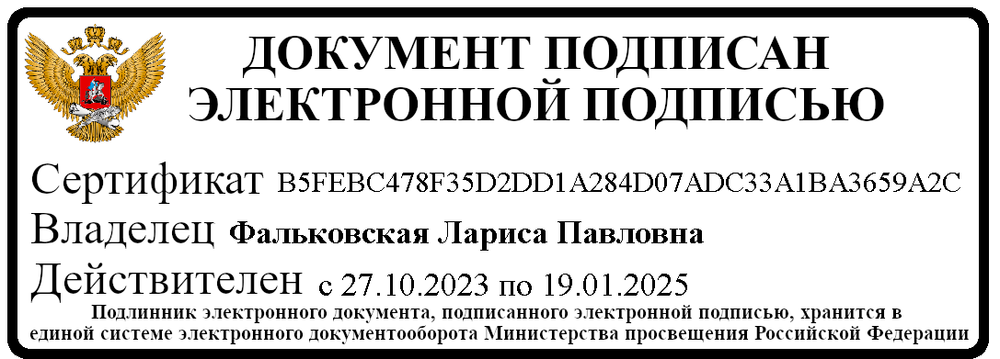 ДОКУМЕНТ ПОДПИСАН
ЭЛЕКТРОННОЙ ПОДПИСЬЮ
Сертификат B5FEBC478F35D2DD1A284D07ADC33A1BA3659A2C
Владелец Фальковская Лариса Павловна
Действителен с 27.10.2023 по 19.01.2025
Подлинник электронного документа, подписанного электронной подписью, хранится в
единой системе электронного документооборота Министерства просвещения Российской Федерации